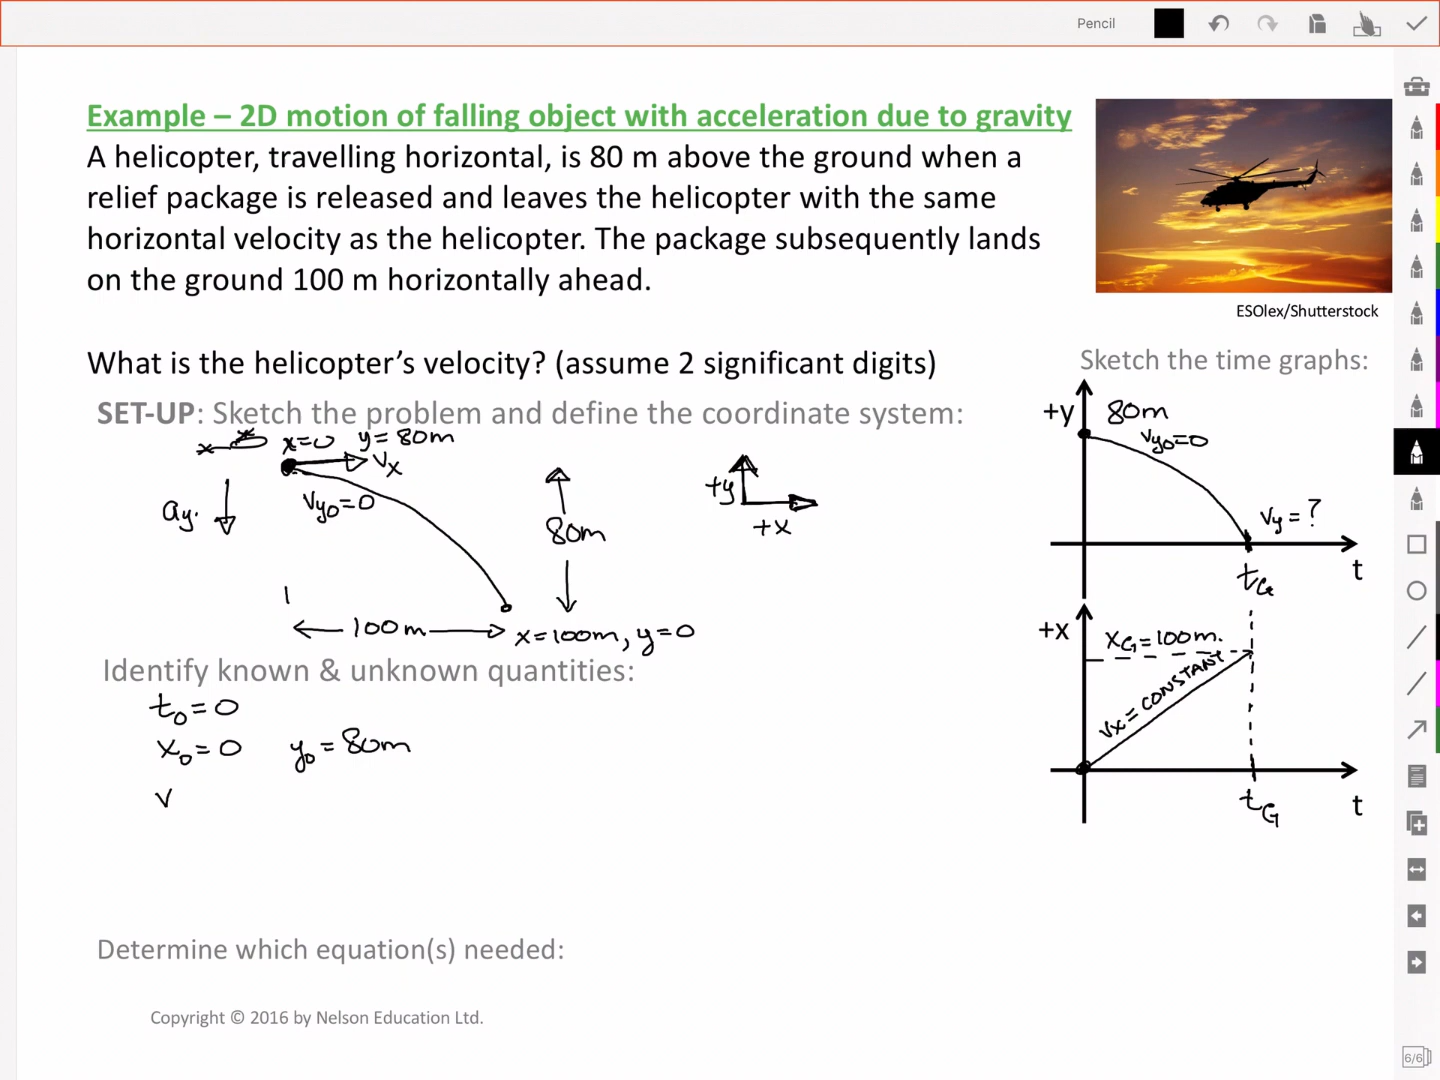 Pencil
Example – 2D motion of falling object with acceleration due to gravity
A helicopter, travelling horizontal, is 80 m above the ground when a
relief package is released and leaves the helicopter with the same
horizontal velocity as the helicopter. The package subsequently lands
on the ground 100 m horizontally ahead.
ESOlex/Shutterstock
What is the helicopter's velocity? (assume 2 significant digits)
Sketch the time graphs:
SET-UP: Sketch the problem and define the coordinate system:
x=0 y=80m
Vx
ay.
Vyo=0
80m
+y
+x
100m
x=100m, y=0
+y
80m
Vyo=0
Vy=?
tG
t
+x
xG=100m.
Vx=CONSTANT
tG
t
Identify known & unknown quantities:
t₀=0
x₀=0 y₀=80m
V
Determine which equation(s) needed:
Copyright © 2016 by Nelson Education Ltd.
6/6